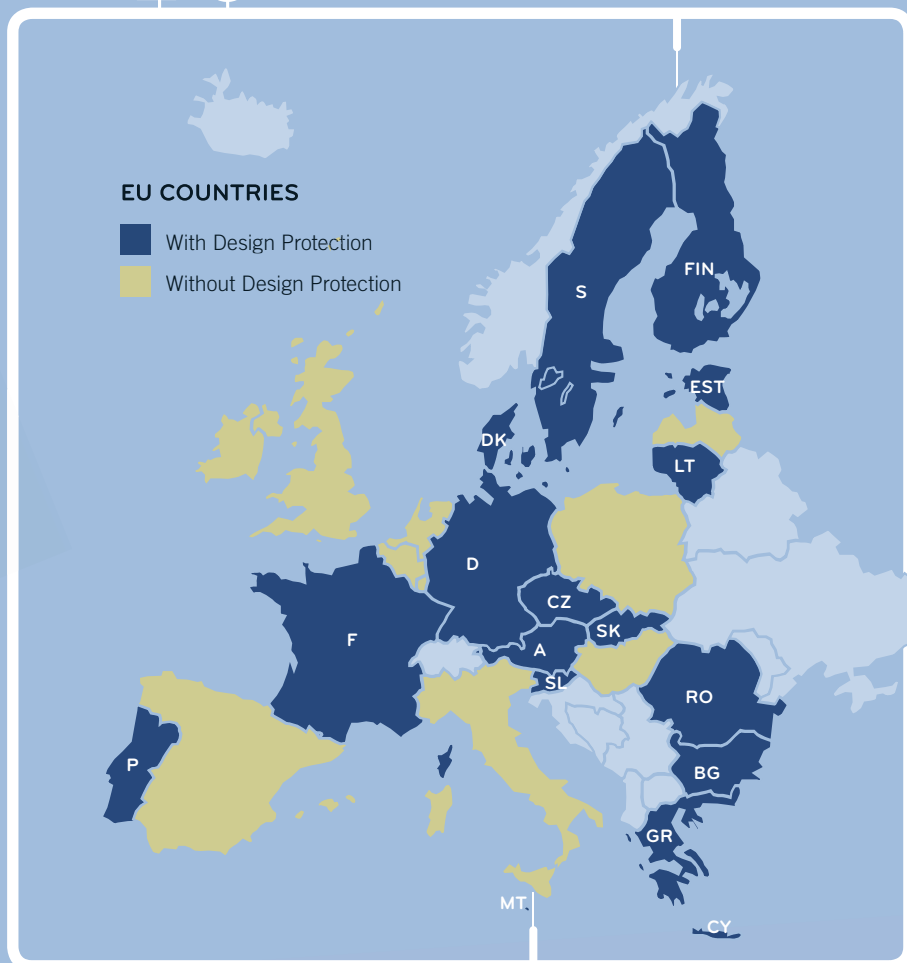 EU COUNTRIES
With Design Protection
Without Design Protection
FIN
S
EST
DK
LT
D
CZ
SK
F
A
SL
RO
P
BG
GR
MT
CY